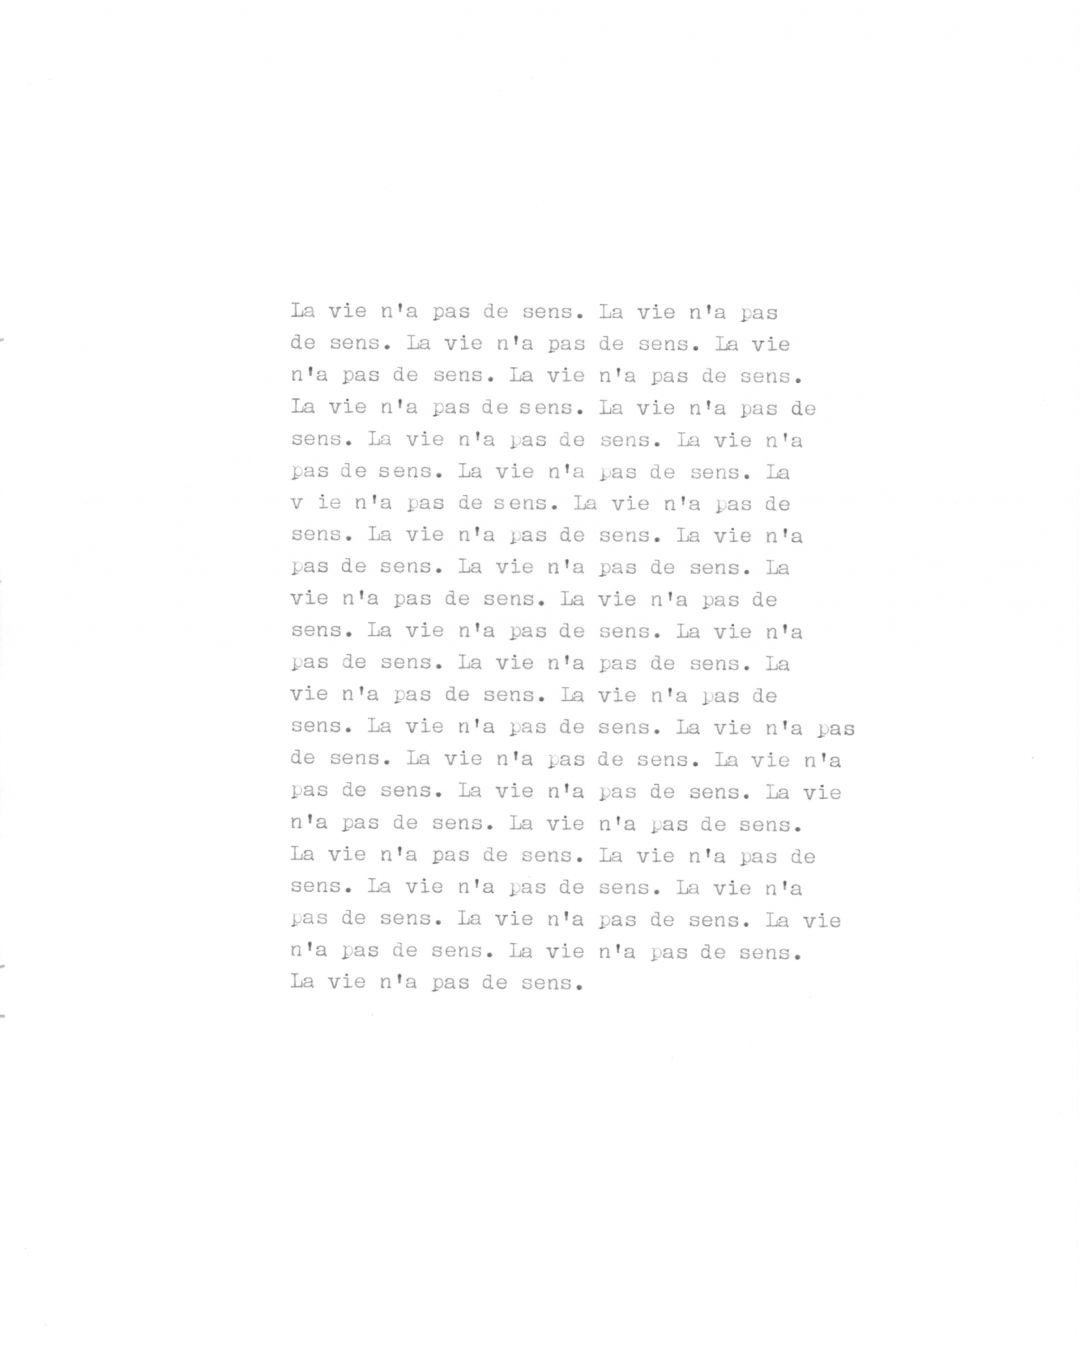 La vie n'a pas de sens. La vie n'a pas
de sens. La vie n'a pas de sens. La vie
n'a pas de sens. La vie n'a pas de sens.
La vie n'a pas de sens. La vie n'a pas de
sens. La vie n'a pas de sens. La vie n'a
pas de sens. La vie n'a pas de sens. La
v ie n'a pas de sens. La vie n'a pas de
sens. La vie n'a pas de sens. La vie n'a
pas de sens. La vie n'a pas de sens. La
vie n'a pas de sens. La vie n'a pas de
sens. La vie n'a pas de sens. La vie n'a
pas de sens. La vie n'a pas de sens. La
vie n'a pas de sens. La vie n'a pas de
sens. La vie n'a pas de sens. La vie n'a pas
de sens. La vie n'a pas de sens. La vie n'a
pas de sens. La vie n'a pas de sens. La vie
n'a pas de sens. La vie n'a pas de sens.
La vie n'a pas de sens. La vie n'a pas de
sens. La vie n'a pas de sens. La vie n'a
pas de sens. La vie n'a pas de sens. La vie
n'a pas de sens. La vie n'a pas de sens.
La vie n'a pas de sens.